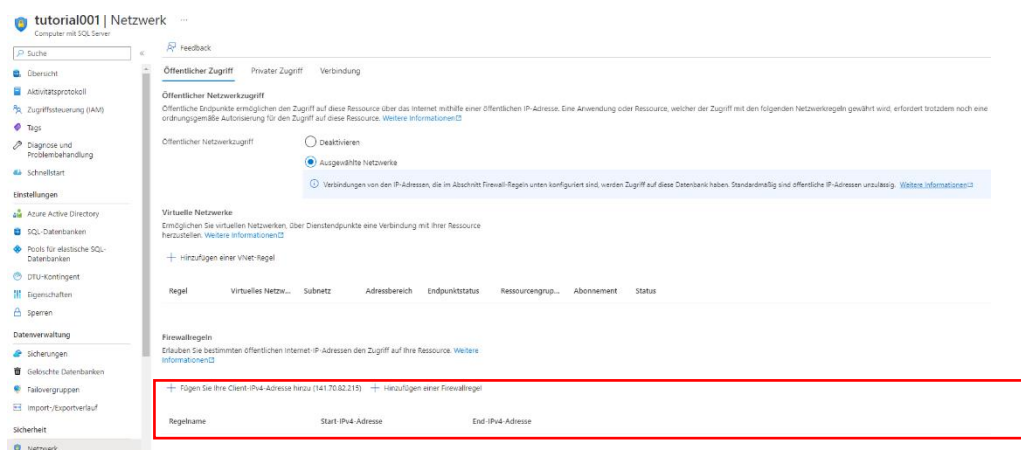 tutorial001 | Netzwerk ...
Computer mit SQL Server
Suche
«
Feedback
Übersicht
Aktivitätsprotokoll
Zugriffssteuerung (IAM)
Tags
Diagnose und
Problembehandlung
Schnellstart
Einstellungen
Azure Active Directory
SQL-Datenbanken
Pools für elastische SQL-
Datenbanken
DTU-Kontingent
Eigenschaften
Sperren
Datenverwaltung
Sicherungen
Gelöschte Datenbanken
Failovergruppen
Import-/Exportverlauf
Sicherheit
Netzwerk
Öffentlicher Zugriff Privater Zugriff Verbindung
Öffentlicher Netzwerkzugriff
Öffentliche Endpunkte ermöglichen den Zugriff auf diese Ressource über das Internet mithilfe einer öffentlichen IP-Adresse. Eine Anwendung oder Ressource, welcher der Zugriff mit den folgenden Netzwerkregeln gewährt wird, erfordert trotzdem noch eine
ordnungsgemäße Autorisierung für den Zugriff auf diese Ressource. Weitere Informationen
Öffentlicher Netzwerkzugriff
Deaktivieren
Ausgewählte Netzwerke
Verbindungen von den IP-Adressen, die im Abschnitt Firewall-Regeln unten konfiguriert sind, werden Zugriff auf diese Datenbank haben. Standardmäßig sind öffentliche IP-Adressen unzulässig. Weitere Informationen
Virtuelle Netzwerke
Ermöglichen Sie virtuellen Netzwerken, über Dienstendpunkte eine Verbindung mit Ihrer Ressource
herzustellen. Weitere Informationen
+ Hinzufügen einer VNet-Regel
Regel Virtuelles Netzw... Subnetz Adressbereich Endpunktstatus Ressourcengrup... Abonnement Status
Firewallregeln
Erlauben Sie bestimmten öffentlichen Internet-IP-Adressen den Zugriff auf Ihre Ressource. Weitere
Informationen
+ Fügen Sie Ihre Client-IPv4-Adresse hinzu (141.70.82.215) + Hinzufügen einer Firewallregel
Regelname Start-IPv4-Adresse End-IPv4-Adresse